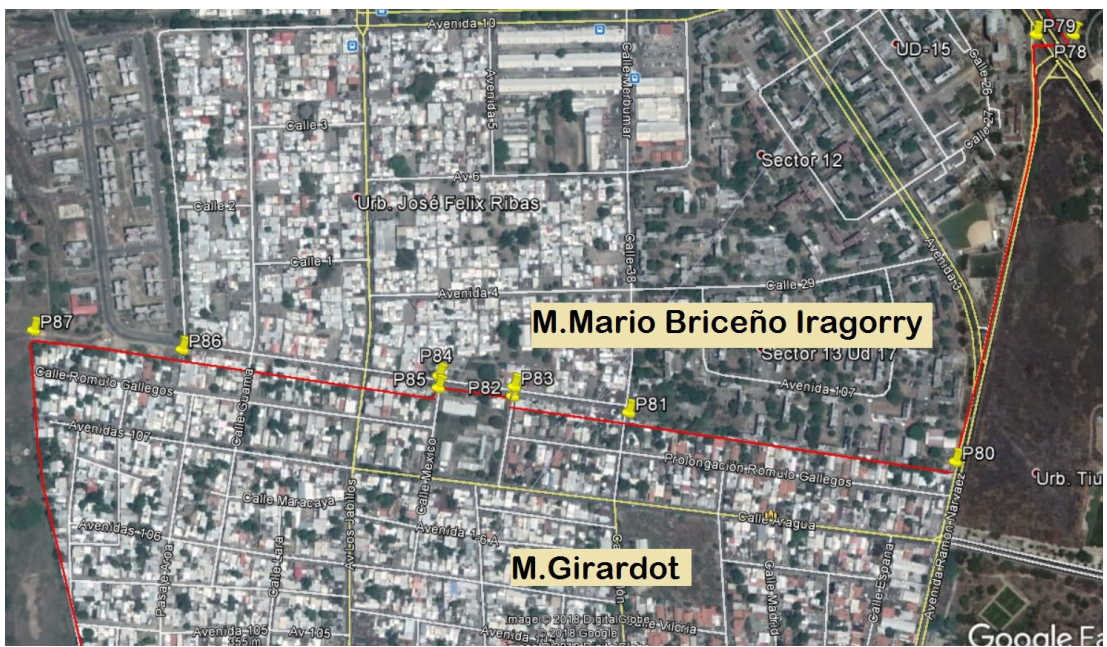 Avenida 10
P79
UD-15
P78
Calle 26
Calle Merbumar
Avenida 5
Calle 27
Calle 3
Sector 12
Av 6
Calle 2
Urb. José Felix Ribas
Calle 38
Avenida 3
Calle 1
Calle 29
Avenida 4
M.Mario Briceño Iragorry
P87
P86
Sector 13 Ud 17
P84
P85
P82
P83
Avenida 107
Calle Romulo Gallegos
P81
Calle Guama
Avenidas 107
P80
Prolongación Romulo Gallegos
Calle Mexico
Urb. Tiu
Calle Maracaya
Av Los Jabillos
Calle Aragua
Avenidas 106
Avenida 1-6 A
M.Girardot
Avenida Ramon Narvaez
Pasaje Apoa
Calle Lara
Calle España
Calle Madrid
Avenidas 105
Av 105
Image © 2018 DigitalGlobe
© 2018 Google
Google Ea